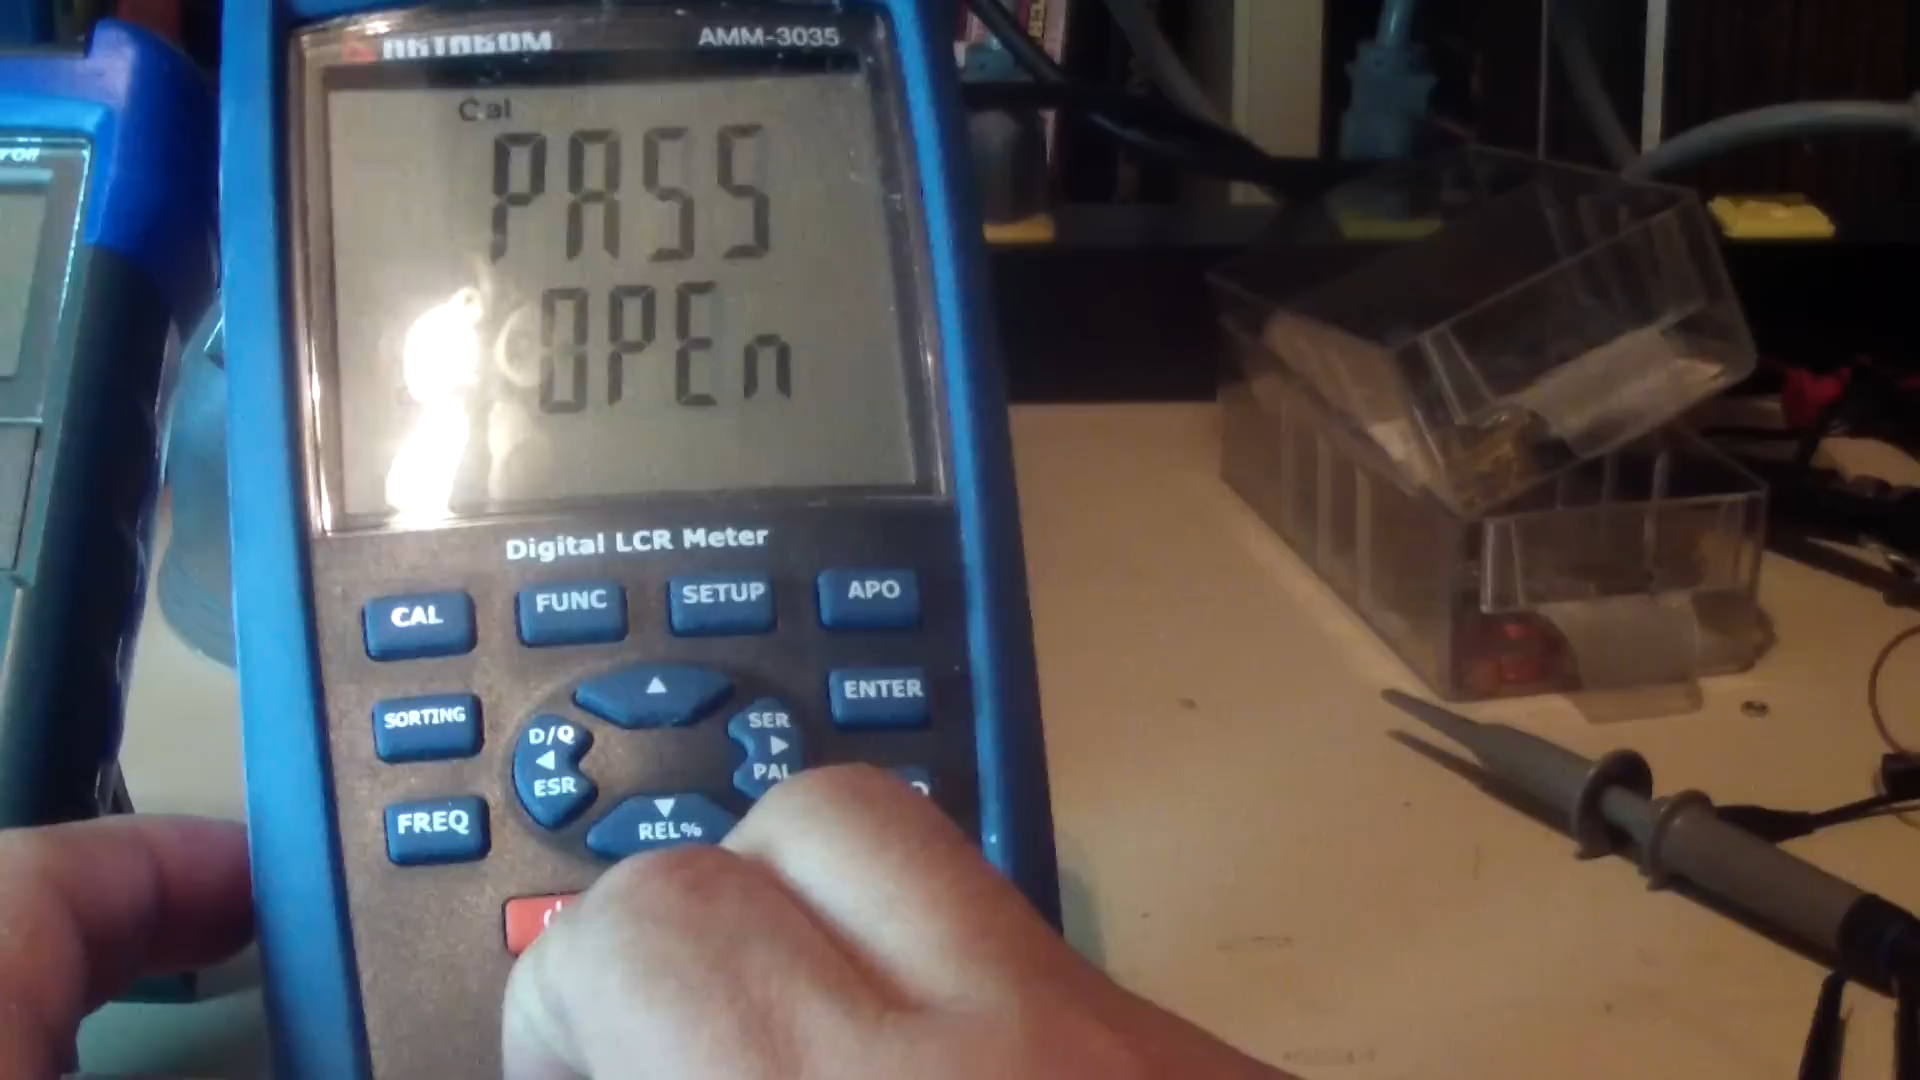 АКТАКОМ AMM-3035
Cal
PASS
OPEn
Digital LCR Meter
CAL FUNC SETUP APO
SORTING ENTER
D/Q
ESR
SER
PAL
FREQ REL%